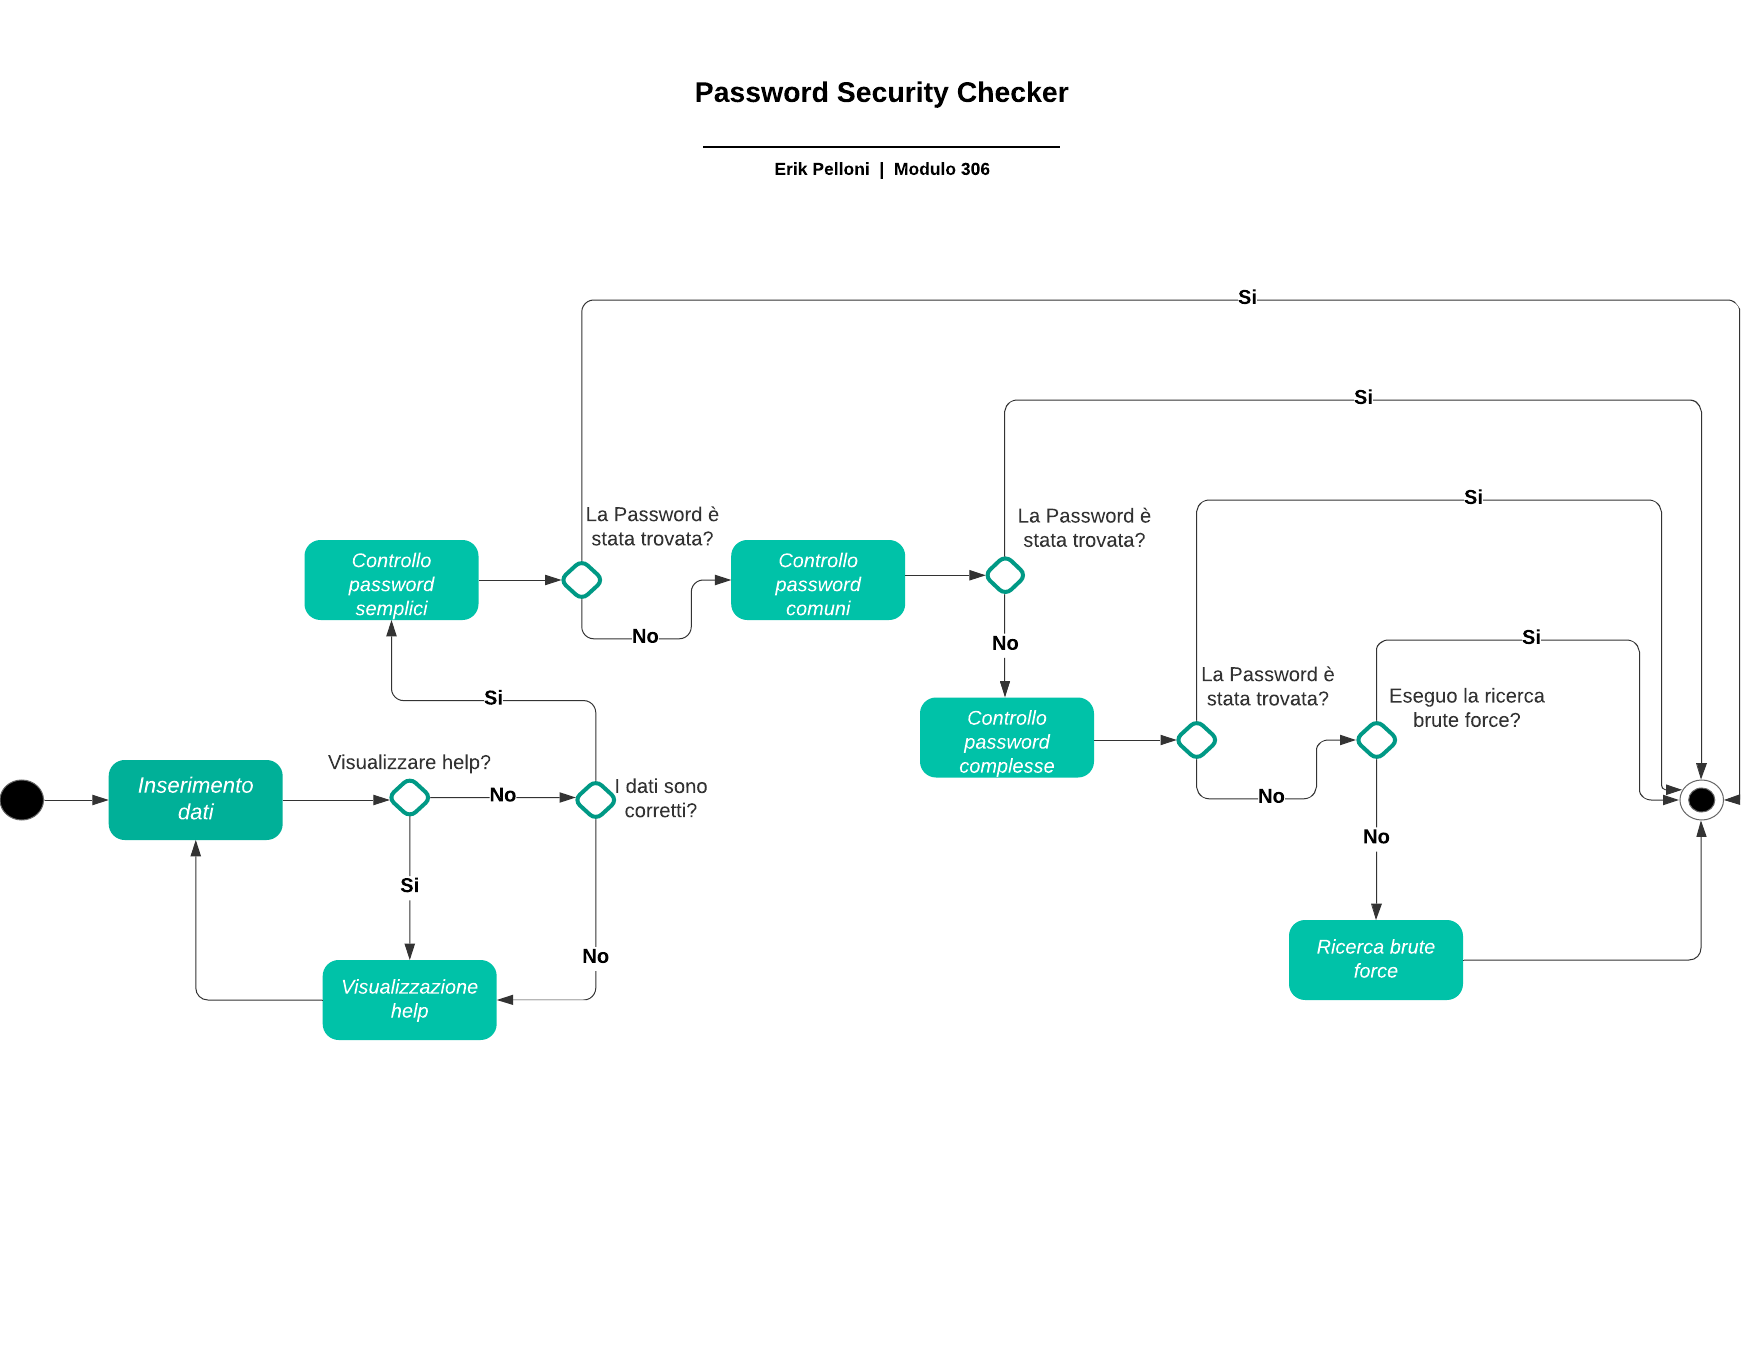 Password Security Checker
Erik Pelloni | Modulo 306
Si
Si
Si
La Password è
stata trovata?
La Password è
stata trovata?
Controllo
password
semplici
Controllo
password
comuni
No
No
Si
La Password è
stata trovata?
Eseguo la ricerca
brute force?
Si
Controllo
password
complesse
Visualizzare help?
Inserimento
dati
No
I dati sono
corretti?
No
No
Si
No
Ricerca brute
force
Visualizzazione
help